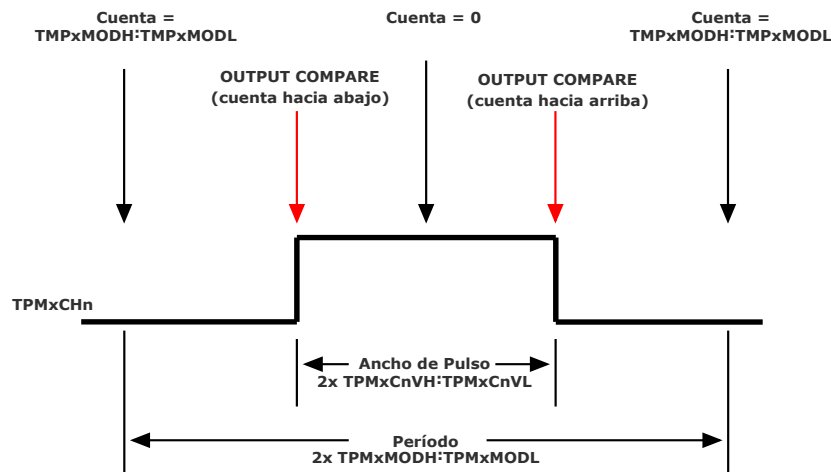 Cuenta =
TMPxMODH:TMPxMODL
Cuenta = 0
Cuenta =
TMPxMODH:TMPxMODL
OUTPUT COMPARE
(cuenta hacia abajo)
OUTPUT COMPARE
(cuenta hacia arriba)
TPMxCHn
Ancho de Pulso
2x TPMxCnVH:TPMxCnVL
Período
2x TPMxMODH:TPMxMODL